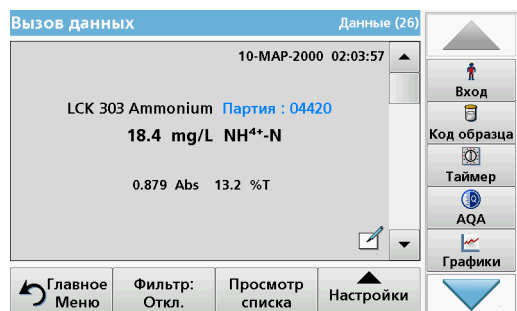 Вызов данных
Данные (26)
10-МАР-2000 02:03:57
LCK 303 Ammonium Партия : 04420
18.4 mg/L NH⁴⁺-N
0.879 Abs 13.2 %T
Вход
Код образца
Таймер
AQA
Графики
Главное
Меню
Фильтр:
Откл.
Просмотр
списка
Настройки